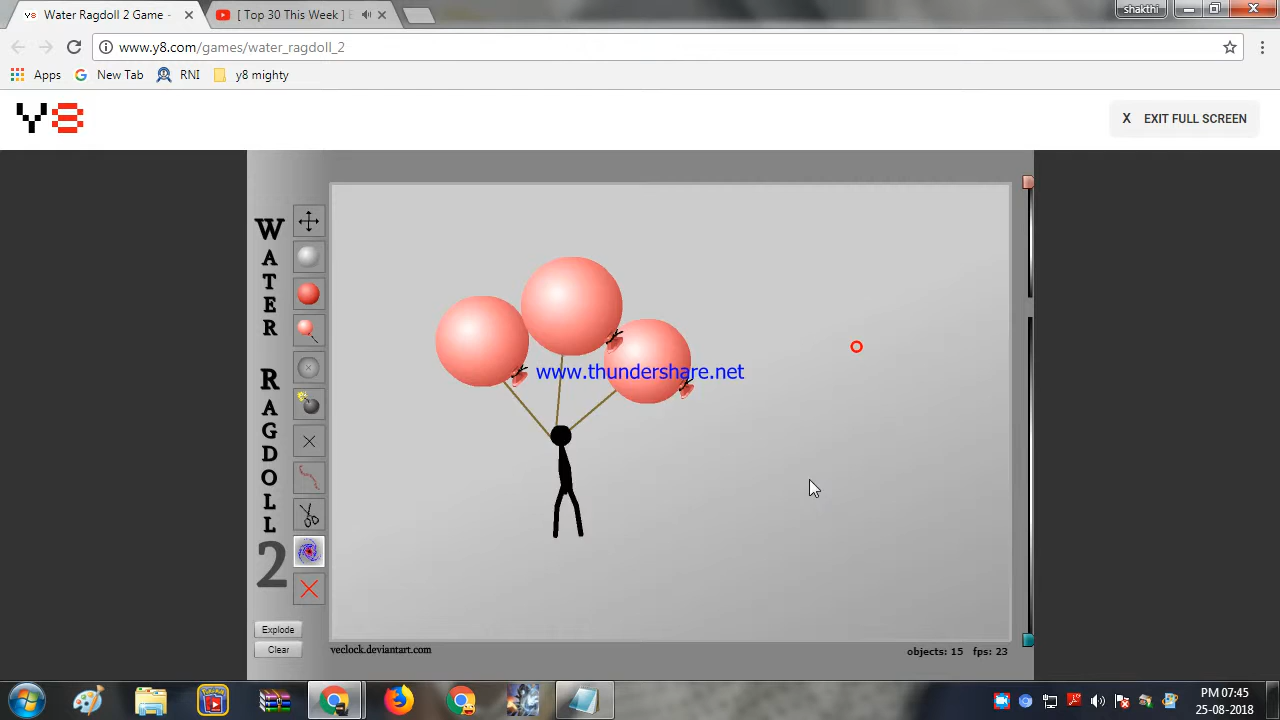 Water Ragdoll 2 Game -
[ Top 30 This Week ]
shakthi
www.y8.com/games/water_ragdoll_2
Apps
New Tab
RNI
y8 mighty
Y8
X EXIT FULL SCREEN
WATER RAGDOLL 2
www.thundershare.net
Explode
Clear
veclock.deviantart.com
objects: 15 fps: 23
PM 07:45
25-08-2018